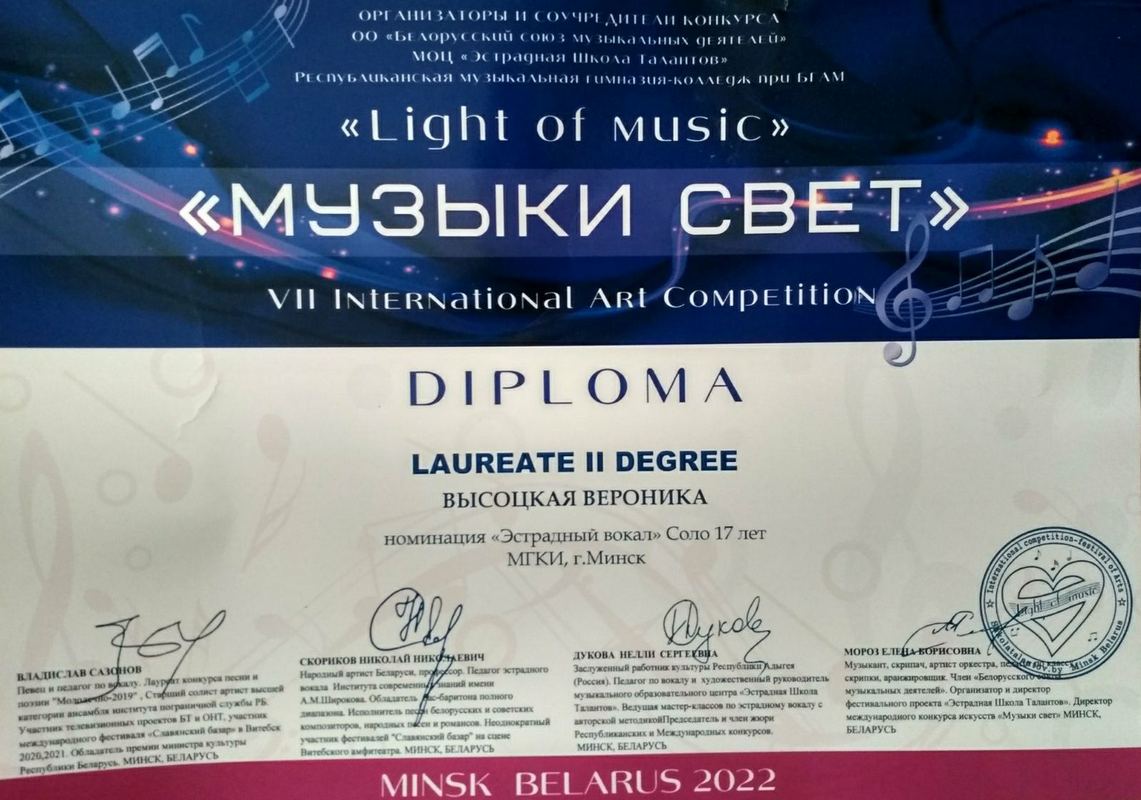 Организаторы и соучредители конкурса
ОО «Белорусский союз музыкальных деятелей»
МОЦ «Эстрадная Школа Талантов»
Республиканская музыкальная гимназия-колледж при БГАМ
«Light of music»
«МУЗЫКИ СВЕТ»
VII International Art Competition
DIPLOMA
LAUREATE II DEGREE
ВЫСОЦКАЯ ВЕРОНИКА
номинация «Эстрадный вокал» Соло 17 лет
МГКИ, г.Минск
ВЛАДИСЛАВ САЗОНОВ
Певец и педагог по вокалу. Лауреат конкурса песни и
поэзии "Молодечно-2019" , Старший солист артист высшей
категории ансамбля института пограничной службы РБ.
Участник телевизионных проектов БТ и ОНТ, участник
международного фестиваля «Славянский базар» в Витебск
2020,2021. Обладатель премии министра культуры
Республики Беларусь. МИНСК, БЕЛАРУСЬ
СКОРИКОВ НИКОЛАЙ НИКОЛАЕВИЧ
Народный артист Беларуси, профессор. Педагог эстрадного
вокала Института современных знаний имени
А.М.Широкова. Обладатель бас-баритона полного
диапазона. Исполнитель песен белорусских и советских
композиторов, народных песен и романсов. Неоднократный
участник фестивалей "Славянский базар" на сцене
Витебского амфитеатра. МИНСК, БЕЛАРУСЬ
ДУКОВА НЕЛЛИ СЕРГЕЕВНА
Заслуженный работник культуры Республики Адыгея
(Россия). Педагог по вокалу и художественный руководитель
музыкального образовательного центра «Эстрадная Школа
Талантов». Ведущая мастер-классов по эстрадному вокалу с
авторской методикойПредседатель и член жюри
Республиканских и Международных конкурсов.
МИНСК, БЕЛАРУСЬ
МОРОЗ ЕЛЕНА БОРИСОВНА
Музыкант, скрипач, артист оркестра, педагог по классу
скрипки, аранжировщик. Член «Белорусского союза
музыкальных деятелей». Организатор и директор
фестивального проекта «Эстрадная Школа Талантов». Директор
международного конкурса искусств «Музыки свет» МИНСК,
БЕЛАРУСЬ
International competition-festival of Arts
Light of music
Minsk Belarus
MINSK BELARUS 2022